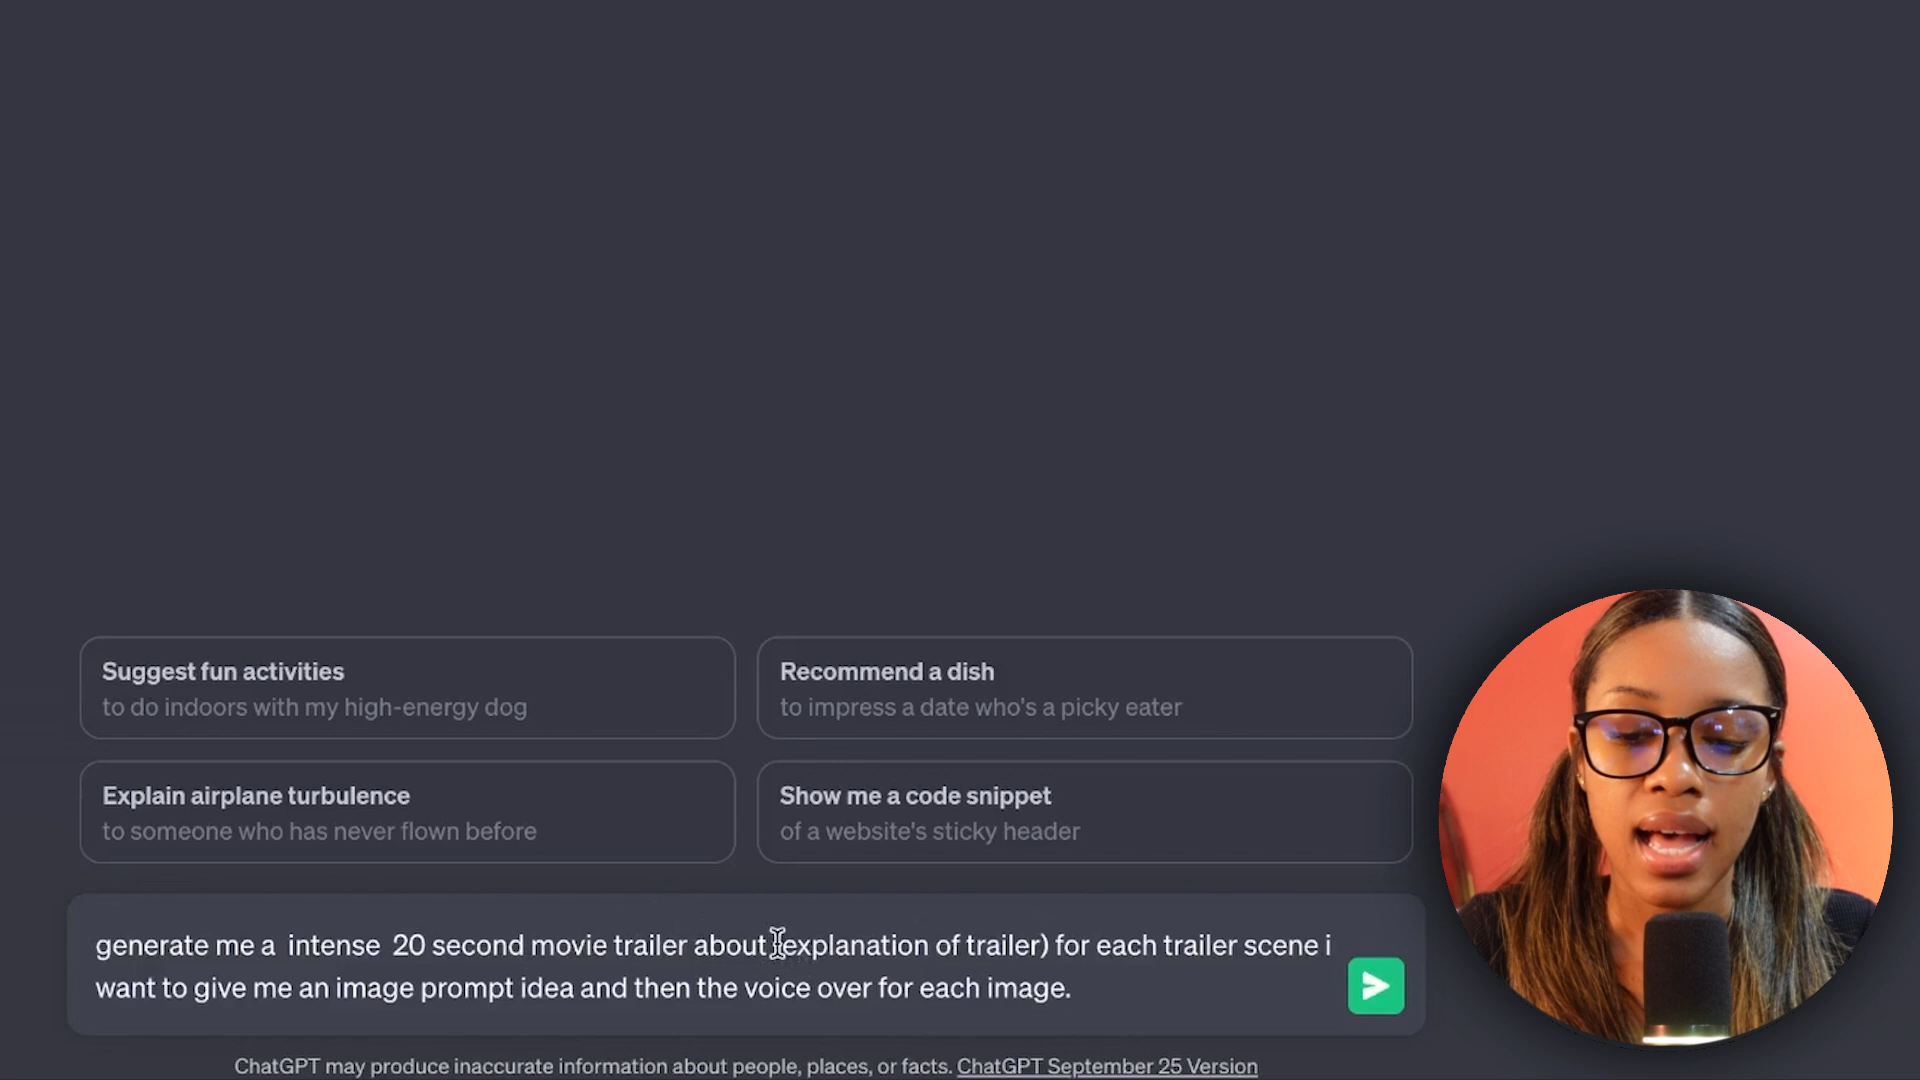 Suggest fun activities
to do indoors with my high-energy dog
Recommend a dish
to impress a date who's a picky eater
Explain airplane turbulence
to someone who has never flown before
Show me a code snippet
of a website's sticky header
generate me a  intense  20 second movie trailer about (explanation of trailer) for each trailer scene i
want to give me an image prompt idea and then the voice over for each image.
ChatGPT may produce inaccurate information about people, places, or facts. ChatGPT September 25 Version